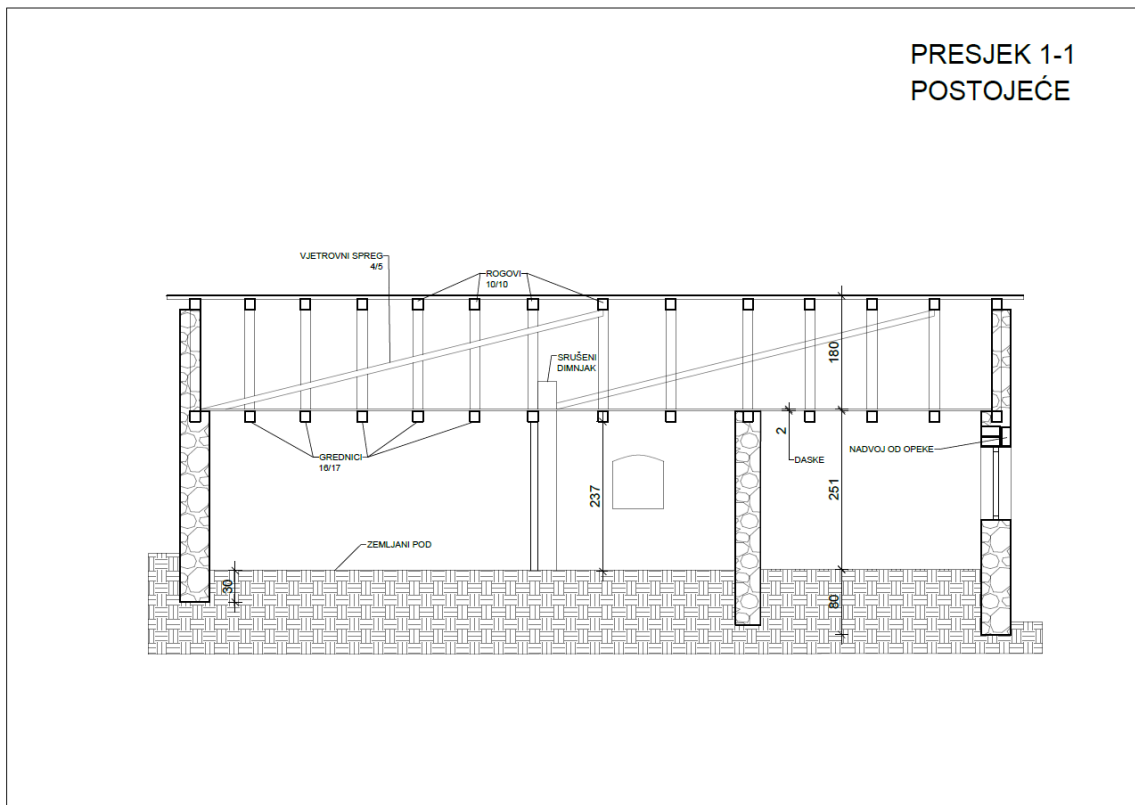 PRESJEK 1-1
POSTOJEĆE
VJETROVNI SPREG
4/5
ROGOVI
10/10
SRUŠENI
DIMNJAK
180
2
DASKE
NADVOJ OD OPEKE
GREDNICI
16/17
237
251
ZEMLJANI POD
30
80